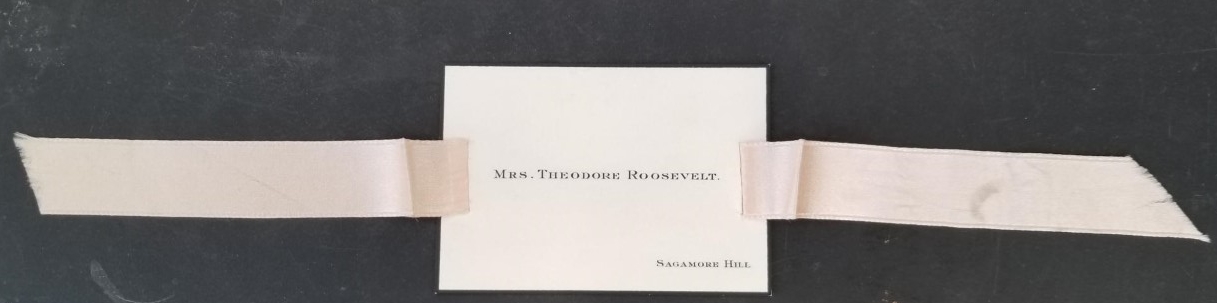 Mrs. Theodore Roosevelt.
Sagamore Hill